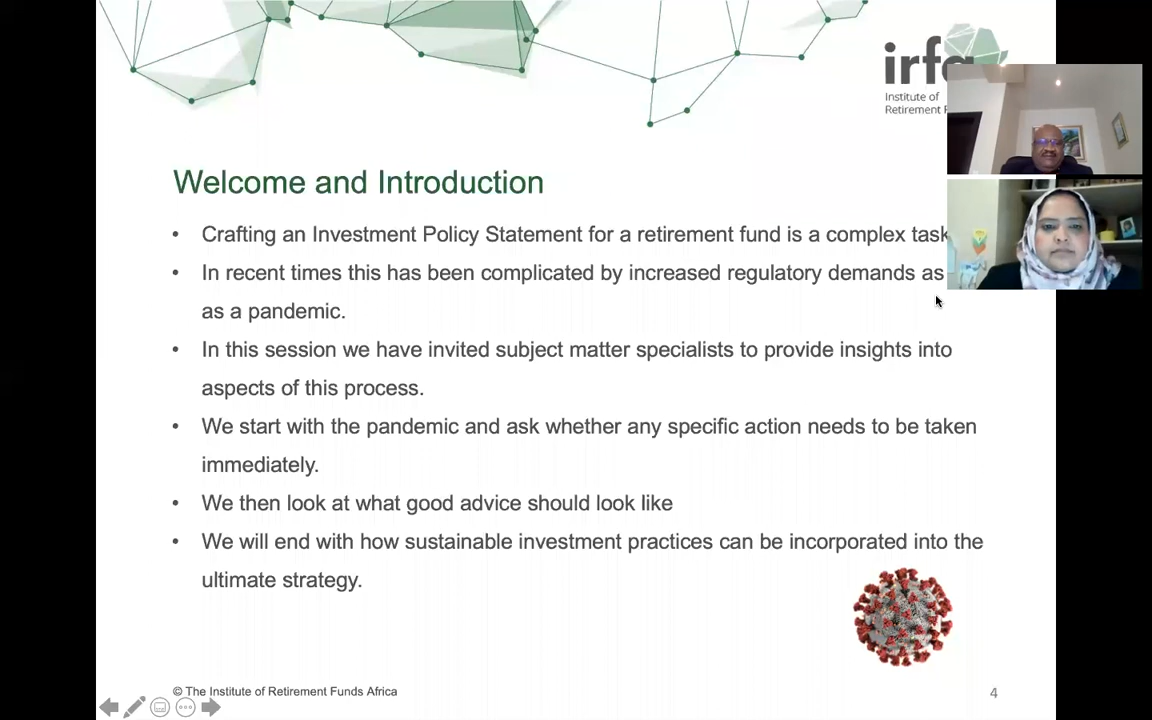 irfa
Institute of
Retirement F
Welcome and Introduction
• Crafting an Investment Policy Statement for a retirement fund is a complex task
• In recent times this has been complicated by increased regulatory demands as
as a pandemic.
• In this session we have invited subject matter specialists to provide insights into
aspects of this process.
• We start with the pandemic and ask whether any specific action needs to be taken
immediately.
• We then look at what good advice should look like
• We will end with how sustainable investment practices can be incorporated into the
ultimate strategy.
© The Institute of Retirement Funds Africa
4